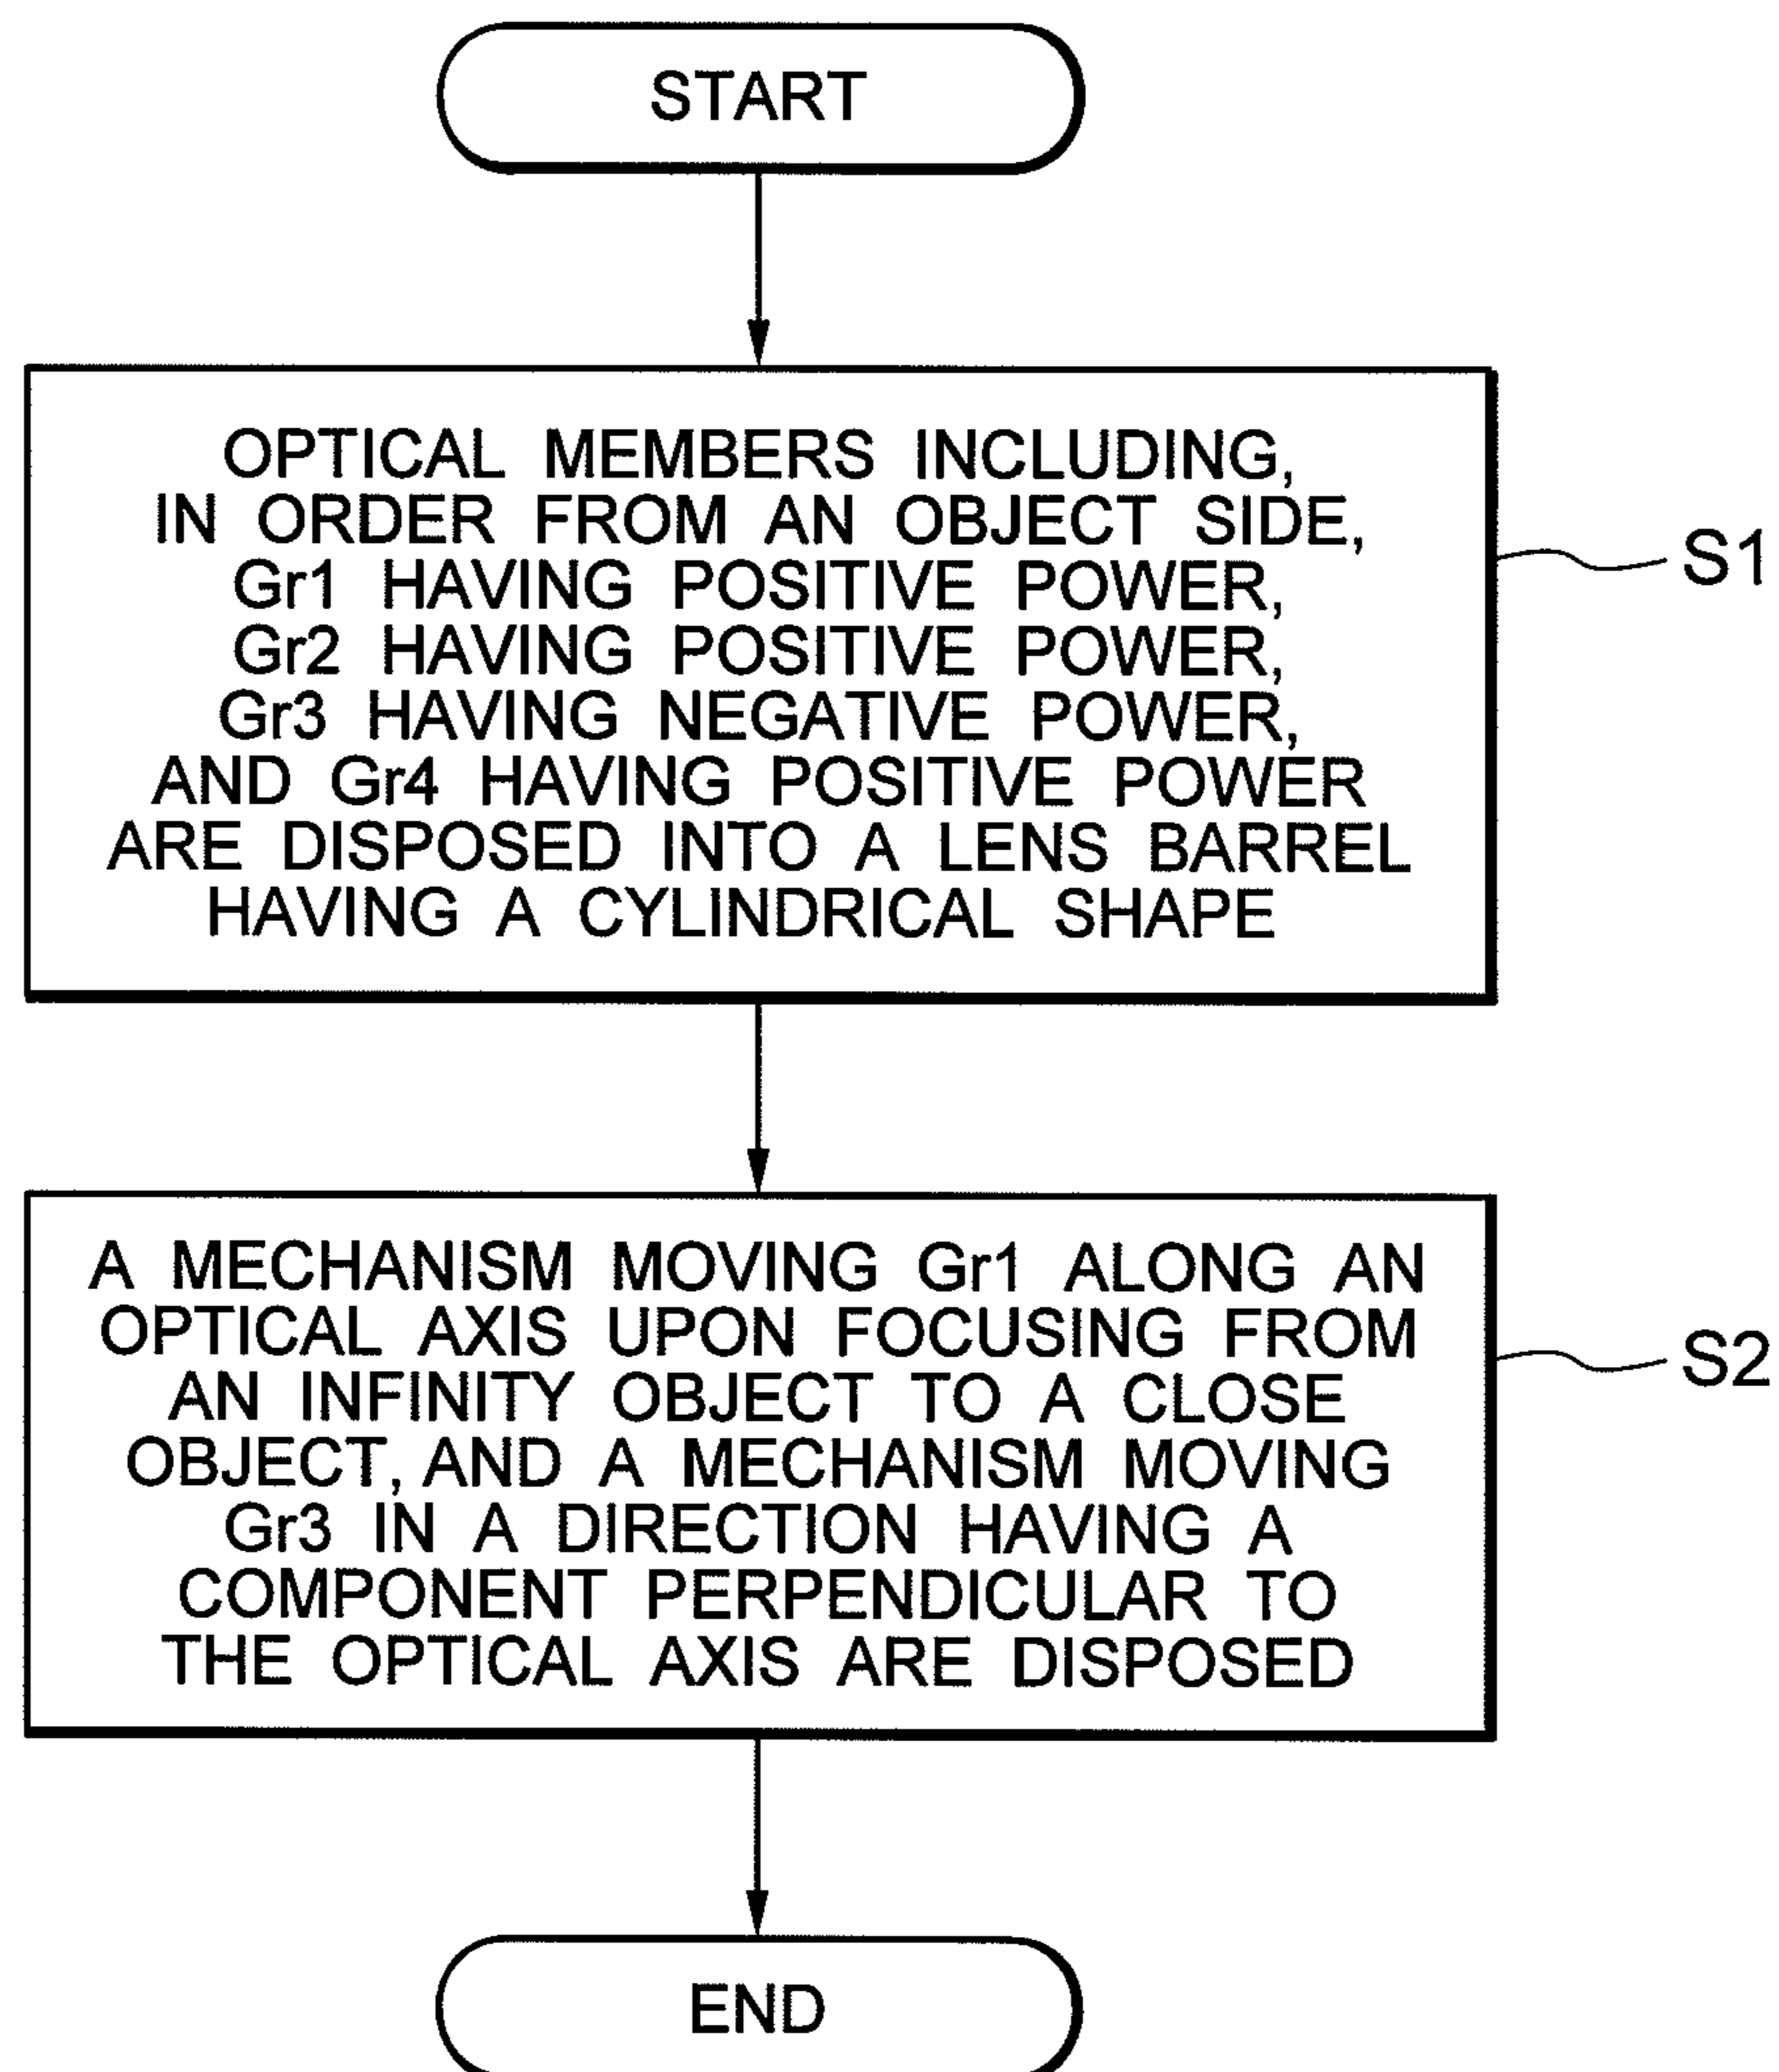 START
OPTICAL MEMBERS INCLUDING,
IN ORDER FROM AN OBJECT SIDE,
Gr1 HAVING POSITIVE POWER,
Gr2 HAVING POSITIVE POWER,
Gr3 HAVING NEGATIVE POWER,
AND Gr4 HAVING POSITIVE POWER
ARE DISPOSED INTO A LENS BARREL
HAVING A CYLINDRICAL SHAPE
S1
A MECHANISM MOVING Gr1 ALONG AN
OPTICAL AXIS UPON FOCUSING FROM
AN INFINITY OBJECT TO A CLOSE
OBJECT, AND A MECHANISM MOVING
Gr3 IN A DIRECTION HAVING A
COMPONENT PERPENDICULAR TO
THE OPTICAL AXIS ARE DISPOSED
S2
END